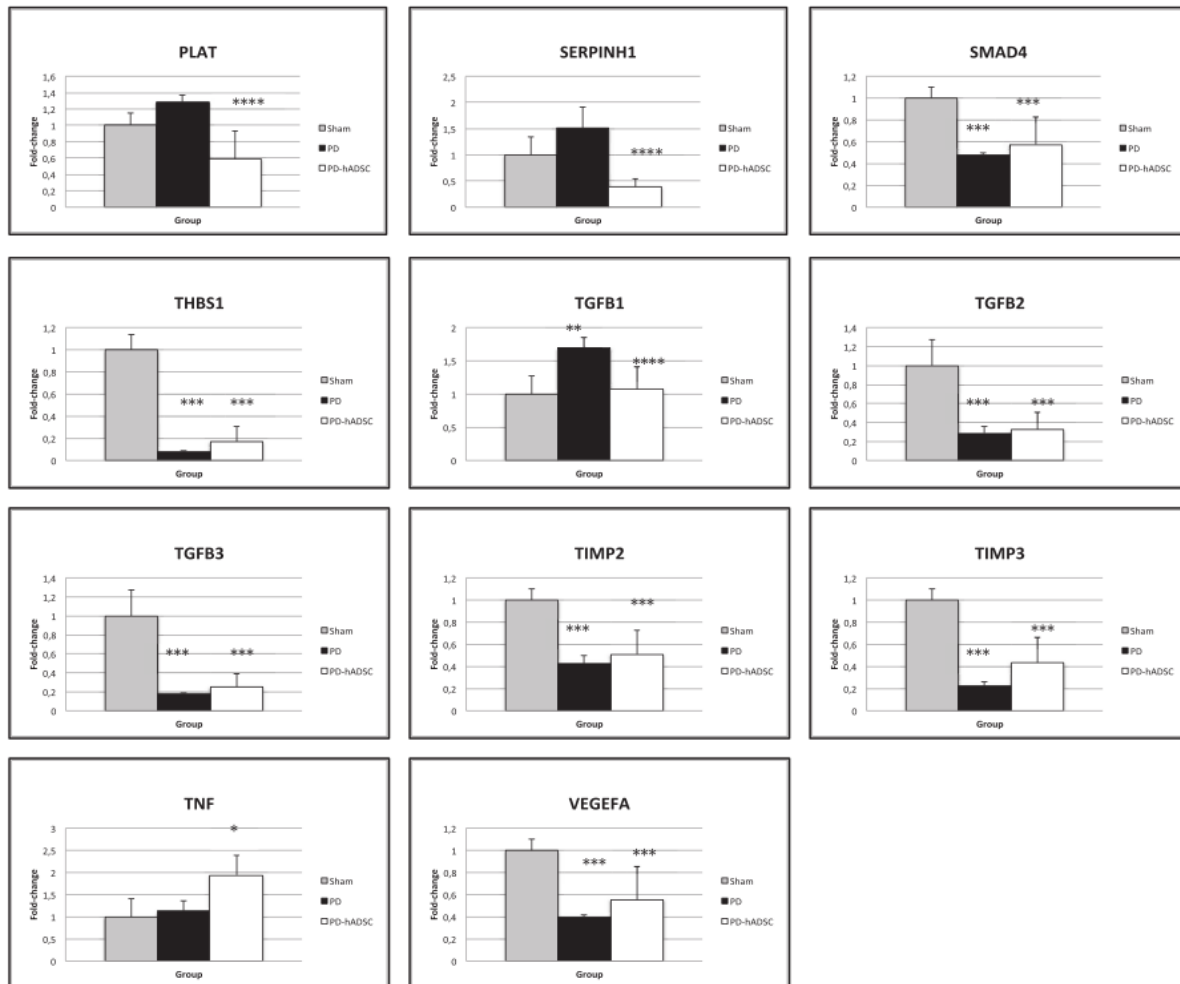 PLAT
1,6
1,4
1,2
1
0,8
0,6
0,4
0,2
0
Fold-change
****
Group
Sham
PD
PD-hADSC
SERPINH1
2,5
2
1,5
1
0,5
0
Fold-change
****
Group
Sham
PD
PD-hADSC
SMAD4
1,2
1
0,8
0,6
0,4
0,2
0
Fold-change
***
***
Group
Sham
PD
PD-hADSC
THBS1
1,2
1
0,8
0,6
0,4
0,2
0
Fold-change
***
***
Group
Sham
PD
PD-hADSC
TGFB1
2
1,5
1
0,5
0
Fold-change
**
****
Group
Sham
PD
PD-hADSC
TGFB2
1,4
1,2
1
0,8
0,6
0,4
0,2
0
Fold-change
***
***
Group
Sham
PD
PD-hADSC
TGFB3
1,4
1,2
1
0,8
0,6
0,4
0,2
0
Fold-change
***
***
Group
Sham
PD
PD-hADSC
TIMP2
1,2
1
0,8
0,6
0,4
0,2
0
Fold-change
***
***
Group
Sham
PD
PD-hADSC
TIMP3
1,2
1
0,8
0,6
0,4
0,2
0
Fold-change
***
***
Group
Sham
PD
PD-hADSC
TNF
3
2,5
2
1,5
1
0,5
0
Fold-change
*
Group
Sham
PD
PD-hADSC
VEGEFA
1,2
1
0,8
0,6
0,4
0,2
0
Fold-change
***
***
Group
Sham
PD
PD-hADSC